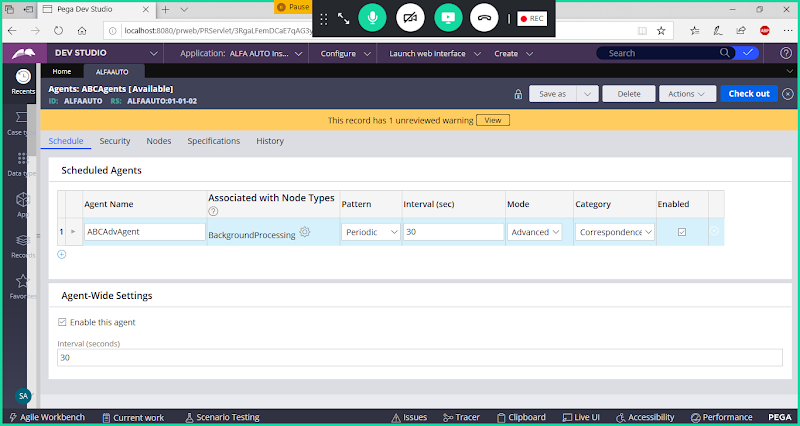 Pause
REC
Pega Dev Studio
localhost:8080/prweb/PRServlet/3RgaLFemDCaE7qAG3y
DEV STUDIO
Application: ALFA AUTO Ins...
Configure
Launch web interface
Create
Search
Recents
Home
ALFAAUTO
Agents: ABCAgents [Available]
ID: ALFAAUTO RS: ALFAAUTO:01-01-02
Save as
Delete
Actions
Check out
This record has 1 unreviewed warning
View
Case typ
Data type
App
Records
Favorites
Schedule
Security
Nodes
Specifications
History
Scheduled Agents
Agent Name
Associated with Node Types
Pattern
Interval (sec)
Mode
Category
Enabled
1
ABCAdvAgent
BackgroundProcessing
Periodic
30
Advanced
Correspondence
Agent-Wide Settings
Enable this agent
Interval (seconds)
30
SA
Agile Workbench
Current work
Scenario Testing
Issues
Tracer
Clipboard
Live UI
Accessibility
Performance
PEGA